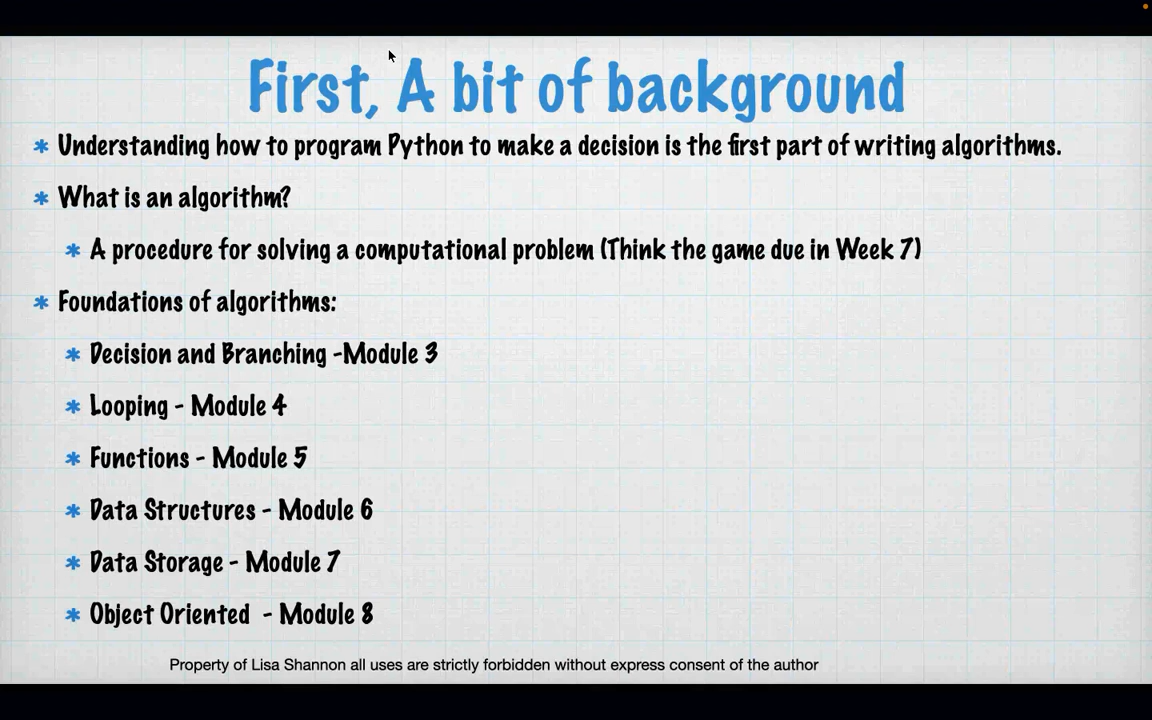 First, A bit of background
* Understanding how to program Python to make a decision is the first part of writing algorithms.
* What is an algorithm?
* A procedure for solving a computational problem (Think the game due in Week 7)
* Foundations of algorithms:
* Decision and Branching -Module 3
* Looping - Module 4
* Functions - Module 5
* Data Structures - Module 6
* Data Storage - Module 7
* Object Oriented  - Module 8
Property of Lisa Shannon all uses are strictly forbidden without express consent of the author